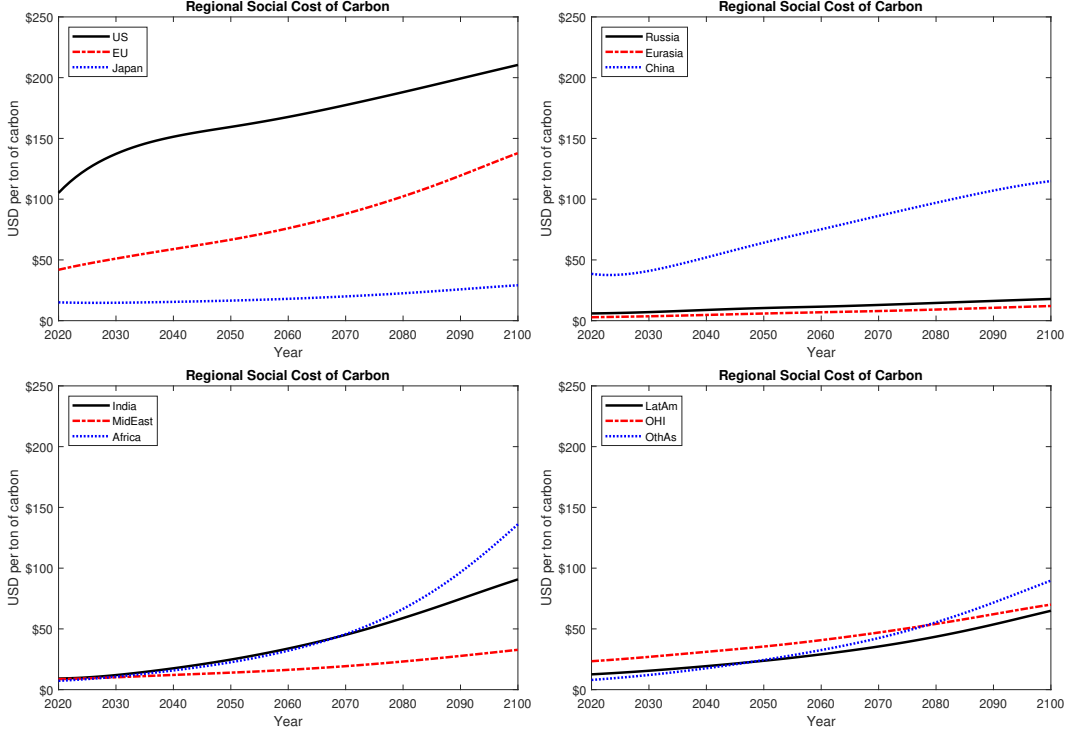 Regional Social Cost of Carbon
$250
$200
$150
$100
$50
$0
USD per ton of carbon
US
EU
Japan
2020 2030 2040 2050 2060 2070 2080 2090 2100
Year
Regional Social Cost of Carbon
$250
$200
$150
$100
$50
$0
USD per ton of carbon
Russia
Eurasia
China
2020 2030 2040 2050 2060 2070 2080 2090 2100
Year
Regional Social Cost of Carbon
$250
$200
$150
$100
$50
$0
USD per ton of carbon
India
MidEast
Africa
2020 2030 2040 2050 2060 2070 2080 2090 2100
Year
Regional Social Cost of Carbon
$250
$200
$150
$100
$50
$0
USD per ton of carbon
LatAm
OHI
OthAs
2020 2030 2040 2050 2060 2070 2080 2090 2100
Year